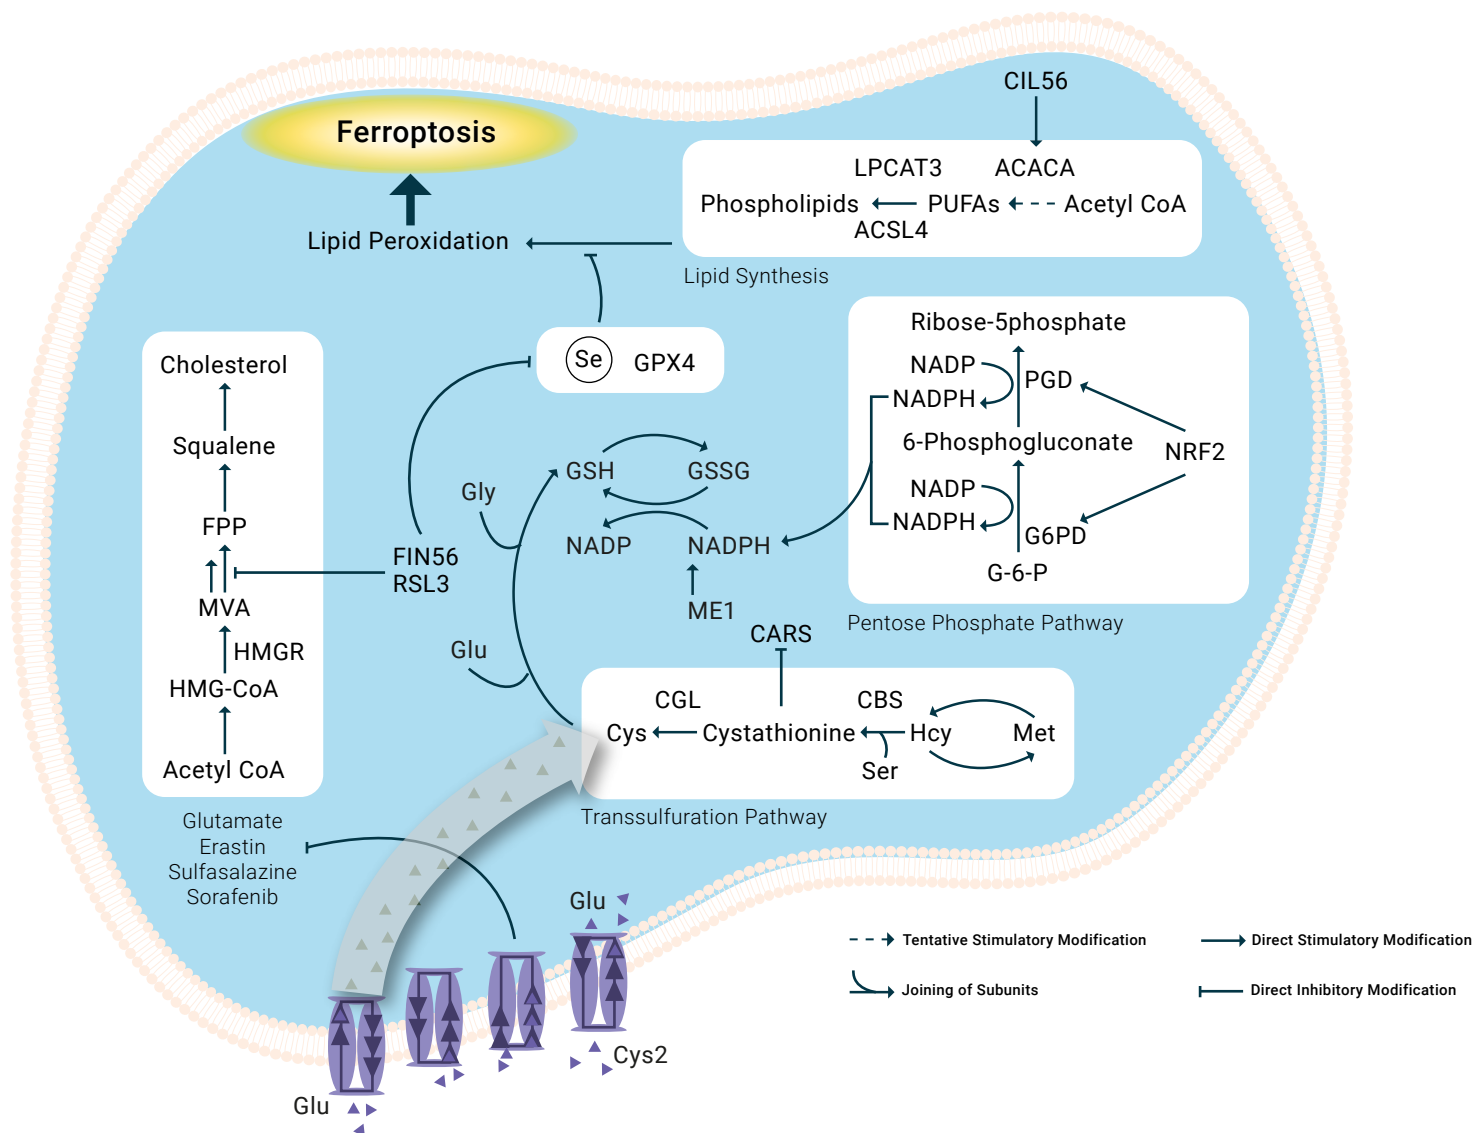 CIL56
Ferroptosis
LPCAT3 ACACA
Phospholipids PUFAs Acetyl CoA
ACSL4
Lipid Peroxidation
Lipid Synthesis
Se GPX4
Ribose-5phosphate
NADP
PGD
NADPH
6-Phosphogluconate
NRF2
NADP
NADPH
G6PD
G-6-P
Pentose Phosphate Pathway
Cholesterol
Squalene
FPP
MVA
HMGR
HMG-CoA
Acetyl CoA
FIN56
RSL3
GSH GSSG
Gly
NADP NADPH
ME1
CARS
Glu
CGL CBS
Cys Cystathionine Hcy Met
Ser
Transsulfuration Pathway
Glutamate
Erastin
Sulfasalazine
Sorafenib
Glu
Cys2
Glu
Tentative Stimulatory Modification
Direct Stimulatory Modification
Joining of Subunits
Direct Inhibitory Modification